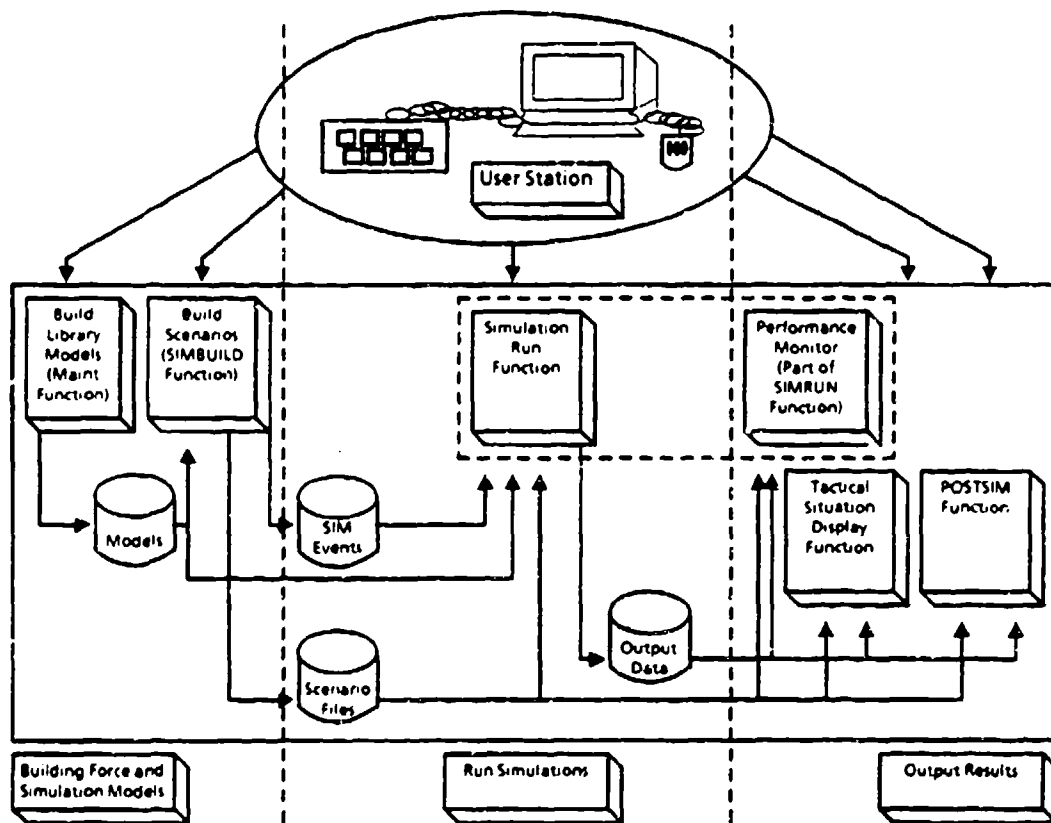 User Station
Build
Library
Models
(Maint
Function)
Build
Scenarios
(SIMBUILD
Function)
Simulation
Run
Function
Performance
Monitor
(Part of
SIMRUN
Function)
Models
SIM
Events
Tactical
Situation
Display
Function
POSTSIM
Function
Output
Data
Scenario
Files
Building Force and
Simulation Models
Run Simulations
Output Results